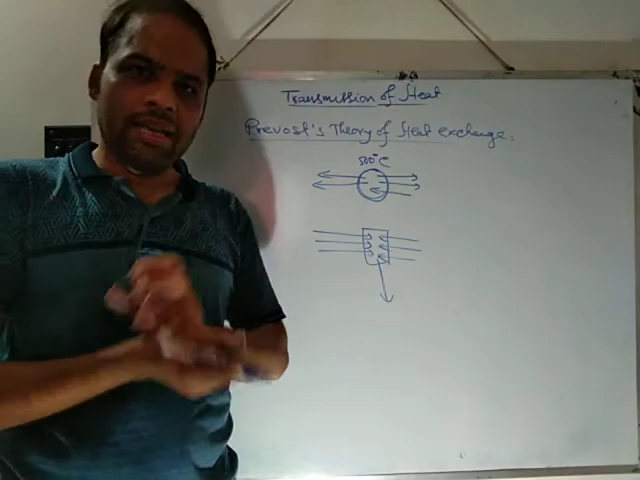 Transmission of Heat
Prevost's Theory of Heat exchange.
500°C